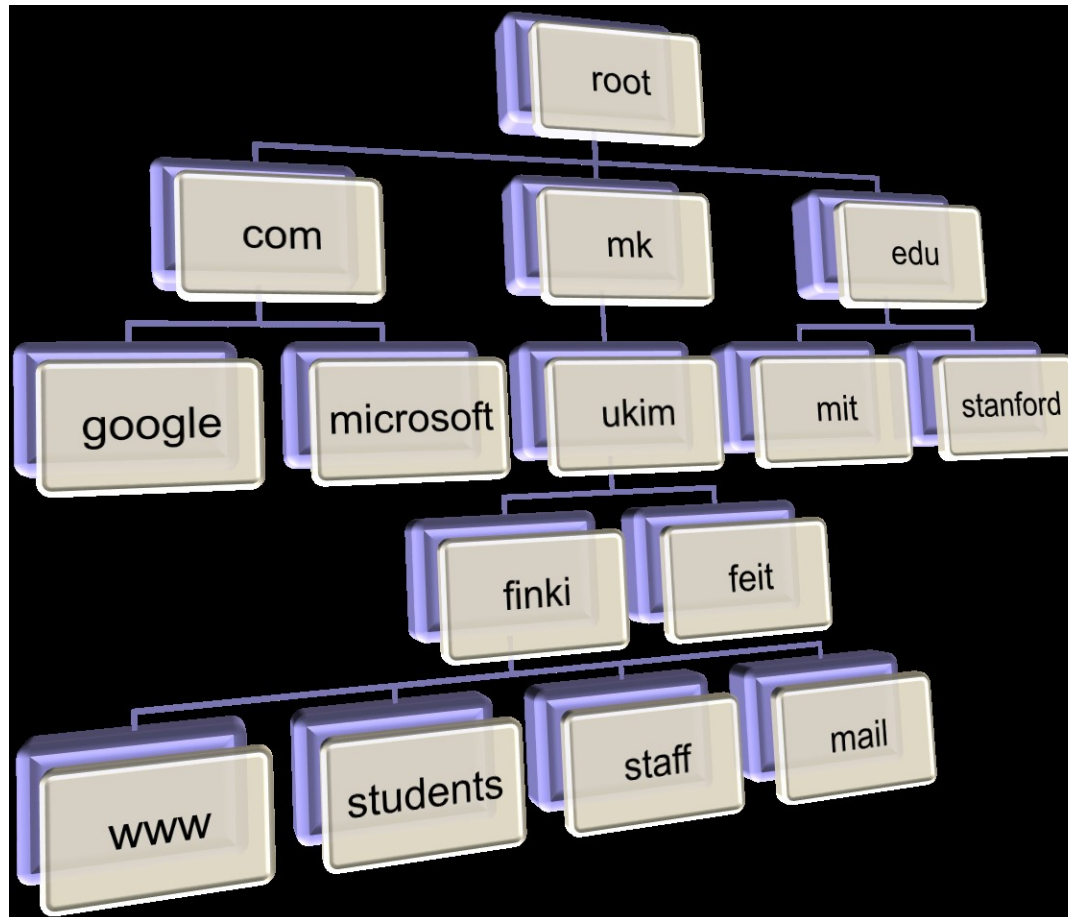 root
com
mk
edu
google
microsoft
ukim
mit
stanford
finki
feit
www
students
staff
mail